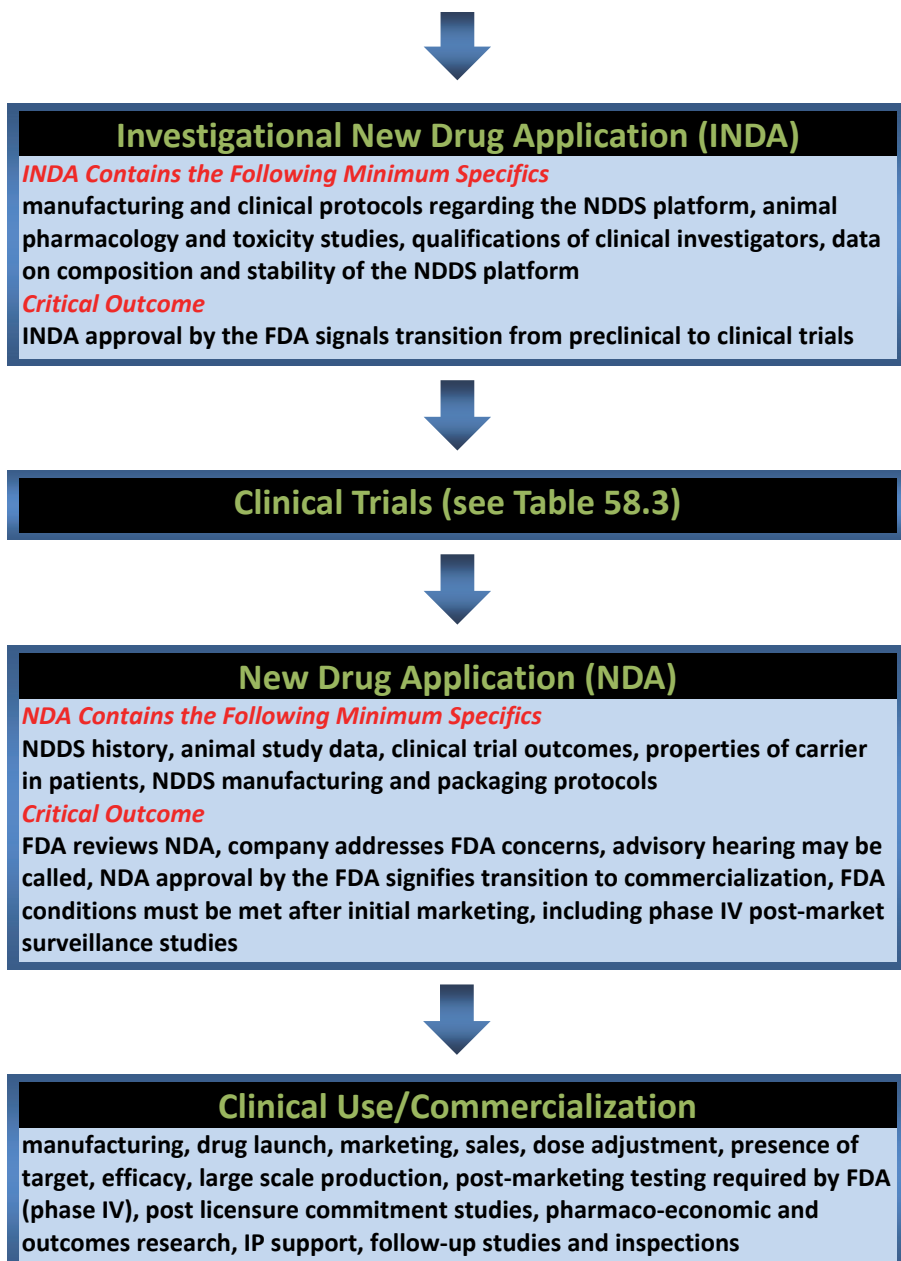 Investigational New Drug Application (INDA)
INDA Contains the Following Minimum Specifics
manufacturing and clinical protocols regarding the NDDS platform, animal
pharmacology and toxicity studies, qualifications of clinical investigators, data
on composition and stability of the NDDS platform
Critical Outcome
INDA approval by the FDA signals transition from preclinical to clinical trials
Clinical Trials (see Table 58.3)
New Drug Application (NDA)
NDA Contains the Following Minimum Specifics
NDDS history, animal study data, clinical trial outcomes, properties of carrier
in patients, NDDS manufacturing and packaging protocols
Critical Outcome
FDA reviews NDA, company addresses FDA concerns, advisory hearing may be
called, NDA approval by the FDA signifies transition to commercialization, FDA
conditions must be met after initial marketing, including phase IV post-market
surveillance studies
Clinical Use/Commercialization
manufacturing, drug launch, marketing, sales, dose adjustment, presence of
target, efficacy, large scale production, post-marketing testing required by FDA
(phase IV), post licensure commitment studies, pharmaco-economic and
outcomes research, IP support, follow-up studies and inspections